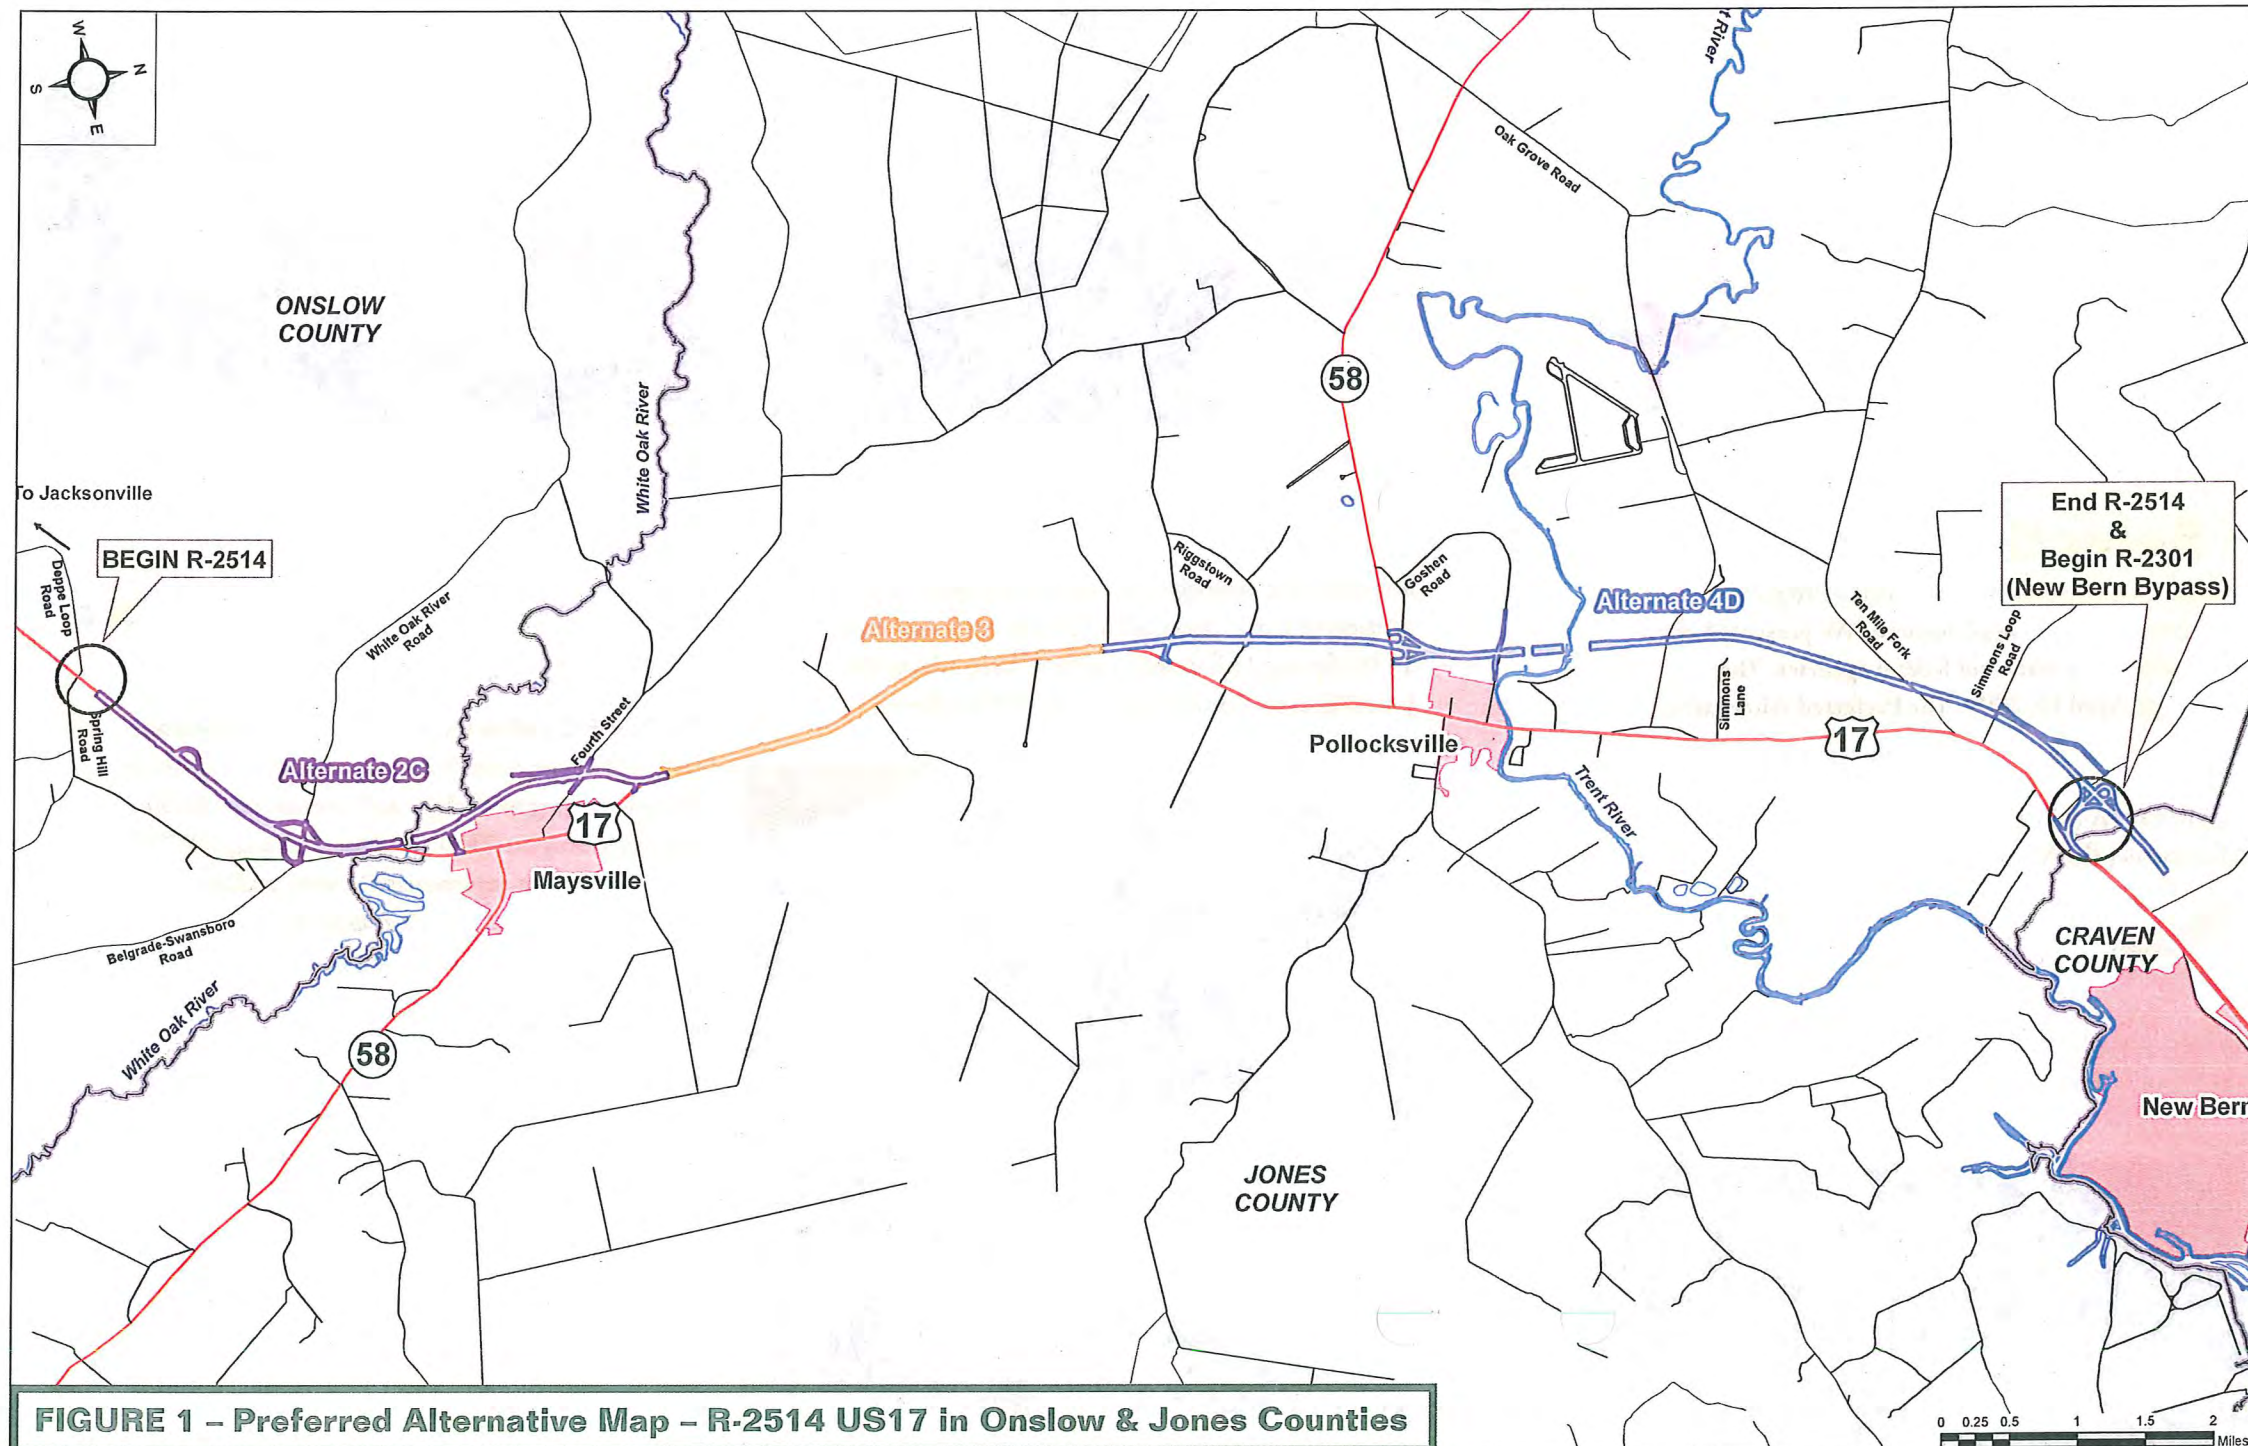 W
N
S
E
t River
Oak Grove Road
ONSLOW
COUNTY
White Oak River
58
To Jacksonville
BEGIN R-2514
Deppe Loop
Road
White Oak River
Road
Riggstown
Road
Goshen
Road
End R-2514
&
Begin R-2301
(New Bern Bypass)
Alternate 3
Alternate 4D
Ten Mile Fork
Road
Simmons Loop
Road
Simmons
Lane
Spring Hill
Road
Fourth Street
Alternate 2C
17
Maysville
Pollocksville
17
Trent River
Belgrade-Swansboro
Road
White Oak River
58
CRAVEN
COUNTY
New Bern
JONES
COUNTY
FIGURE 1 – Preferred Alternative Map – R-2514 US17 in Onslow & Jones Counties
0 0.25 0.5 1 1.5 2
Miles